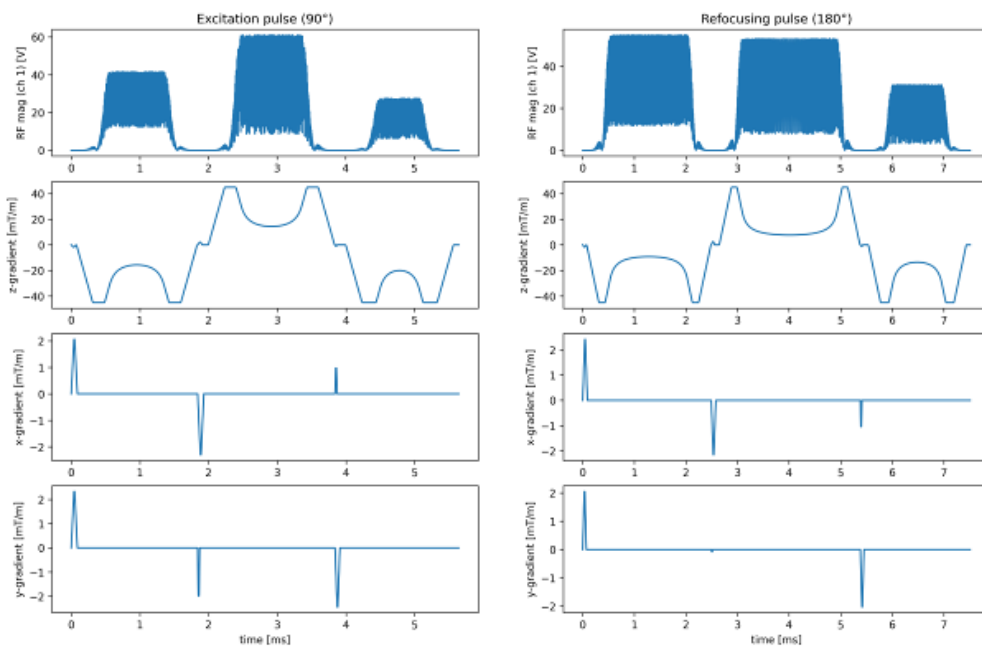 Excitation pulse (90°)
RF mag (ch 1) [V]
60
40
20
0
0 1 2 3 4 5
z-gradient [mT/m]
40
20
0
−20
−40
0 1 2 3 4 5
x-gradient [mT/m]
2
1
0
−1
−2
0 1 2 3 4 5
y-gradient [mT/m]
2
1
0
−1
−2
0 1 2 3 4 5
time [ms]
Refocusing pulse (180°)
RF mag (ch 1) [V]
40
20
0
0 1 2 3 4 5 6 7
z-gradient [mT/m]
40
20
0
−20
−40
0 1 2 3 4 5 6 7
x-gradient [mT/m]
2
1
0
−1
−2
0 1 2 3 4 5 6 7
y-gradient [mT/m]
2
1
0
−1
−2
0 1 2 3 4 5 6 7
time [ms]